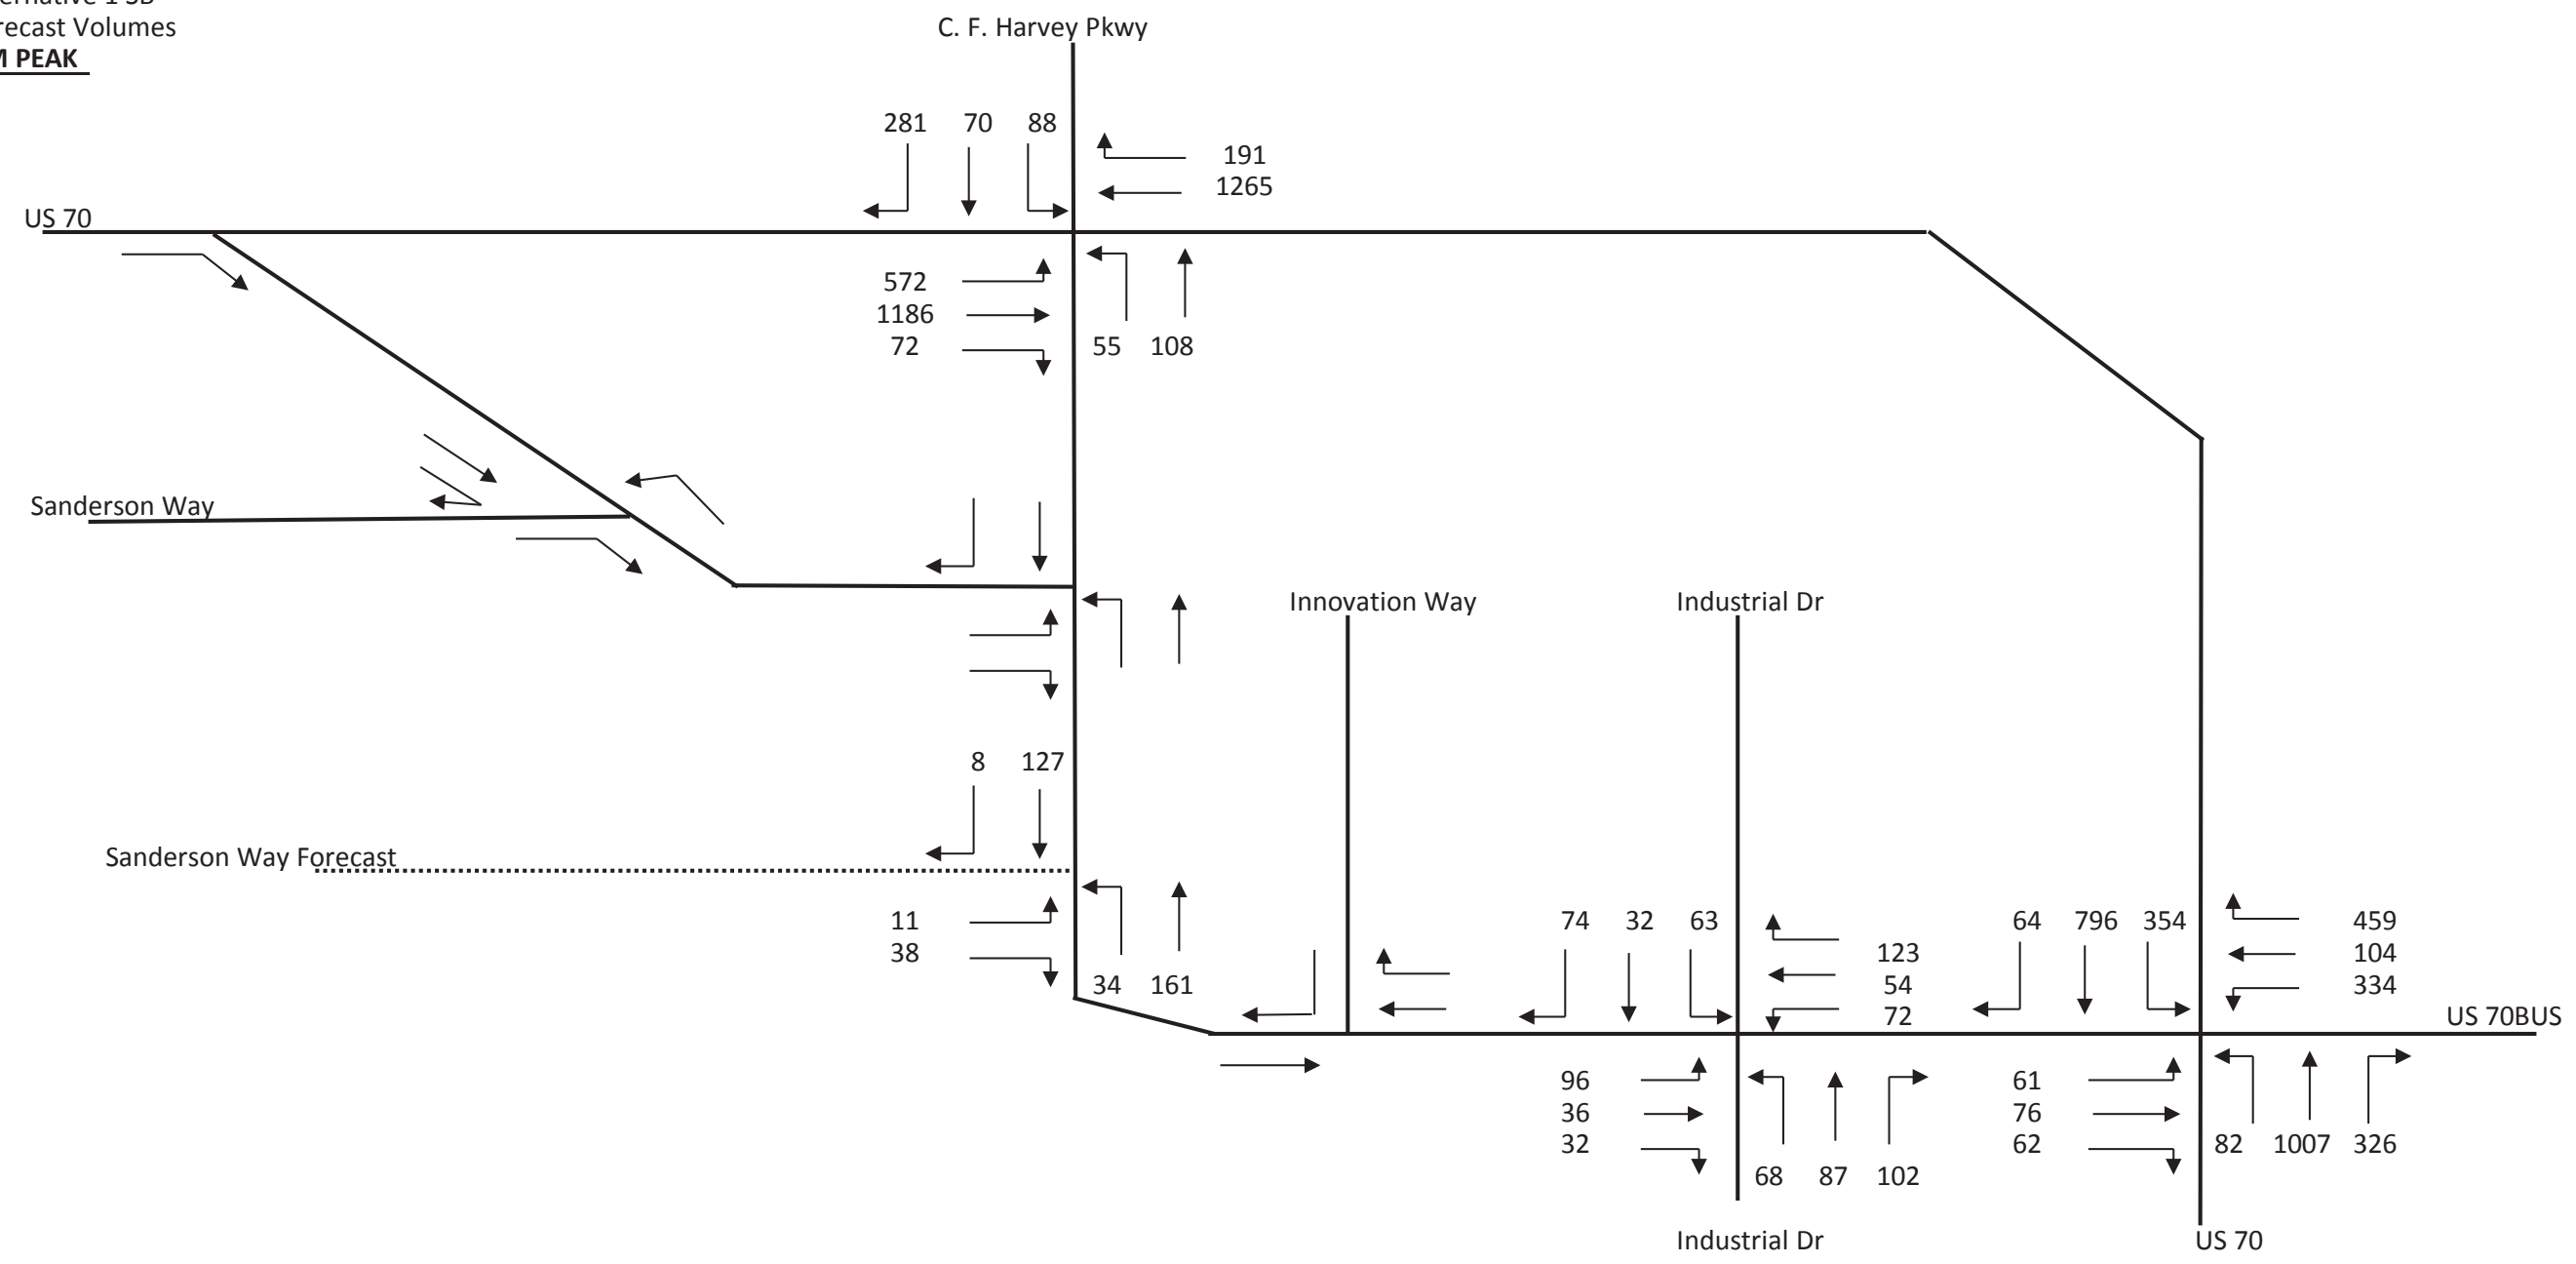 Forecast Volumes
PEAK
C. F. Harvey Pkwy
281 70 88
191
1265
US 70
572
1186
72
55 108
Sanderson Way
Innovation Way
Industrial Dr
8 127
Sanderson Way Forecast
11
38
34 161
74 32 63
123
54
72
64 796 354
459
104
334
US 70BUS
96
36
32
68 87 102
61
76
62
82 1007 326
Industrial Dr
US 70